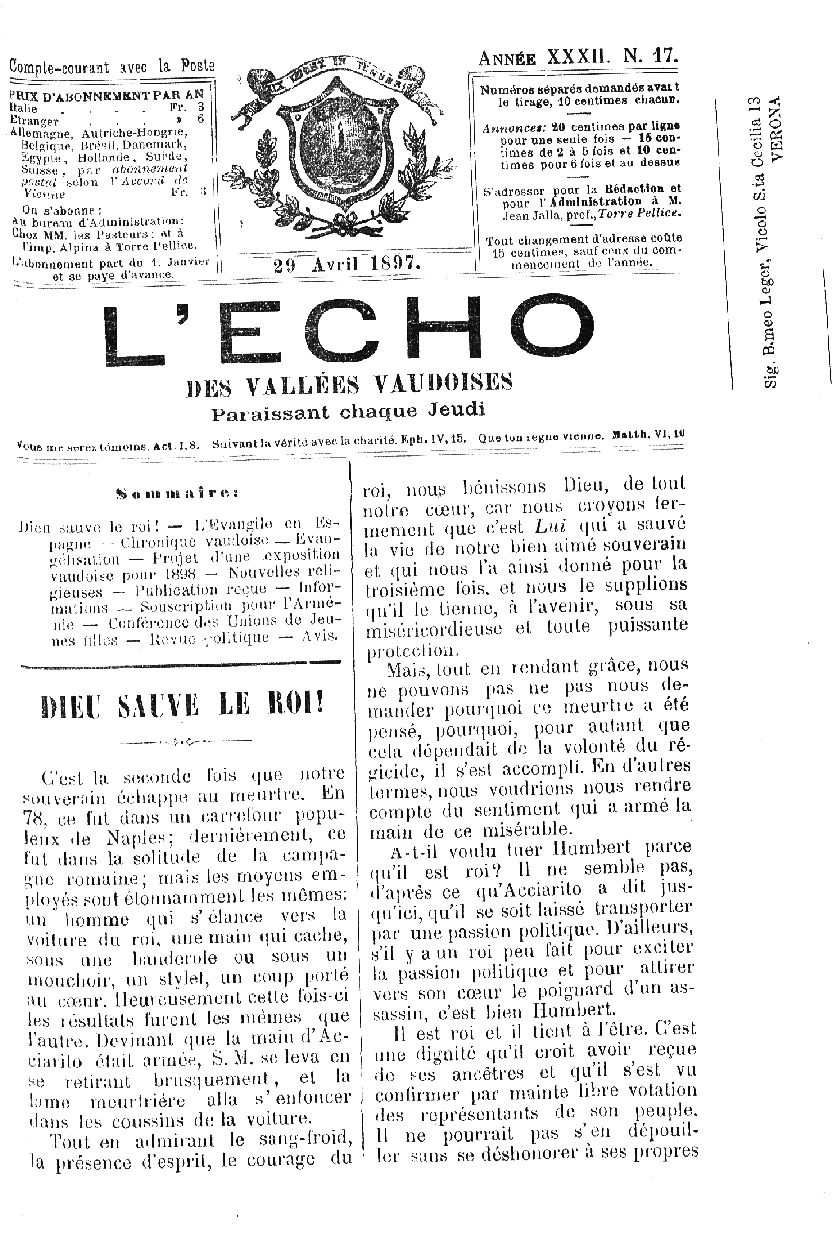 Compte-courant avec la Poste
PRIX D'ABONNEMENT PAR AN
Italie . . . . Fr. 3
Etranger . . . . » 6
Allemagne, Autriche-Hongrie,
Belgique, Brésil, Danemark,
Egypte, Hollande, Suède,
Suisse, par abonnement
postal selon l'Accord de
Vienne Fr. 3
On s'abonne:
Au bureau d'Administration;
Chez MM. les Pasteurs; et à
l'imp. Alpina à Torre Pellice.
L'abonnement part du 1. Janvier
et se paye d'avance.
LUX LUCET IN TENEBRIS
29 Avril 1897.
ANNÉE XXXII. N. 17.
Numéros séparés demandés avant
le tirage, 10 centimes chacun.
Annonces: 20 centimes par ligne
pour une seule fois — 15 cen-
times de 2 à 5 fois et 10 cen-
times pour 6 fois et au dessus
S'adresser pour la Rédaction et
pour l'Administration à M.
Jean Jalla, prof., Torre Pellice.
Tout changement d'adresse coûte
15 centimes, sauf ceux du com-
mencement de l'année.
Sig. B.meo Leger, Vicolo S.ta Cecilia 13
VERONA
L'ECHO
DES VALLÉES VAUDOISES
Paraissant chaque Jeudi
Vous me serez témoins. Act. I, 8. Suivant la vérité avec la charité. Eph. IV, 15. Que ton règne vienne. Matth. VI, 10
Sommaire:
Dieu sauve le roi! — L'Evangile en Es-
pagne — Chronique vaudoise — Evan-
gélisation — Projet d'une exposition
vaudoise pour 1898 — Nouvelles reli-
gieuses — Publication reçue — Infor-
mations — Souscription pour l'Armé-
nie — Conférence des Unions de Jeu-
nes filles — Revue politique — Avis.
DIEU SAUVE LE ROI!
C'est la seconde fois que notre
souverain échappe au meurtre. En
78, ce fut dans un carrefour popu-
leux de Naples; dernièrement, ce
fut dans la solitude de la campa-
gne romaine; mais les moyens em-
ployés sont étonnamment les mêmes:
un homme qui s'élance vers la
voiture du roi, une main qui cache,
sous une banderole ou sous un
mouchoir, un stylet, un coup porté
au cœur. Heureusement cette fois-ci
les résultats furent les mêmes que
l'autre. Devinant que la main d'Ac-
ciarito était armée, S. M. se leva en
se retirant brusquement, et la
lame meurtrière alla s'enfoncer
dans les coussins de la voiture.
Tout en admirant le sang-froid,
la présence d'esprit, le courage du
roi, nous bénissons Dieu, de tout
notre cœur, car nous croyons fer-
mement que c'est Lui qui a sauvé
la vie de notre bien aimé souverain
et qui nous l'a ainsi donné pour la
troisième fois, et nous le supplions
qu'il le tienne, à l'avenir, sous sa
miséricordieuse et toute puissante
protection.
Mais, tout en rendant grâce, nous
ne pouvons pas ne pas nous de-
mander pourquoi ce meurtre a été
pensé, pourquoi, pour autant que
cela dépendait de la volonté du ré-
gicide, il s'est accompli. En d'autres
termes, nous voudrions nous rendre
compte du sentiment qui a armé la
main de ce misérable.
A-t-il voulu tuer Humbert parce
qu'il est roi? Il ne semble pas,
d'après ce qu'Acciarito a dit jus-
qu'ici, qu'il se soit laissé transporter
par une passion politique. D'ailleurs,
s'il y a un roi peu fait pour exciter
la passion politique et pour attirer
vers son cœur le poignard d'un as-
sassin, c'est bien Humbert.
Il est roi et il tient à l'être. C'est
une dignité qu'il croit avoir reçue
de ses ancêtres et qu'il s'est vu
confirmer par mainte libre votation
des représentants de son peuple.
Il ne pourrait pas s'en dépouil-
ler sans se déshonorer à ses propres